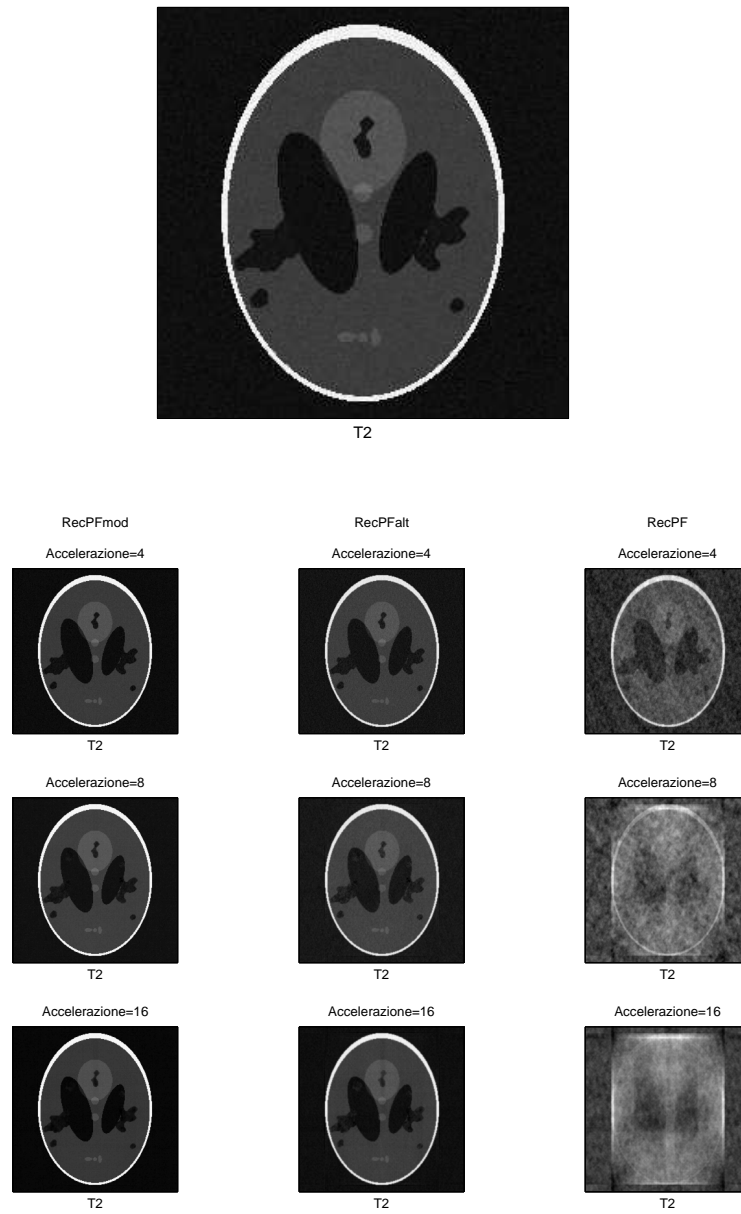 T2
RecPFmod RecPFalt RecPF
Accelerazione=4 Accelerazione=4 Accelerazione=4
T2 T2 T2
Accelerazione=8 Accelerazione=8 Accelerazione=8
T2 T2 T2
Accelerazione=16 Accelerazione=16 Accelerazione=16
T2 T2 T2